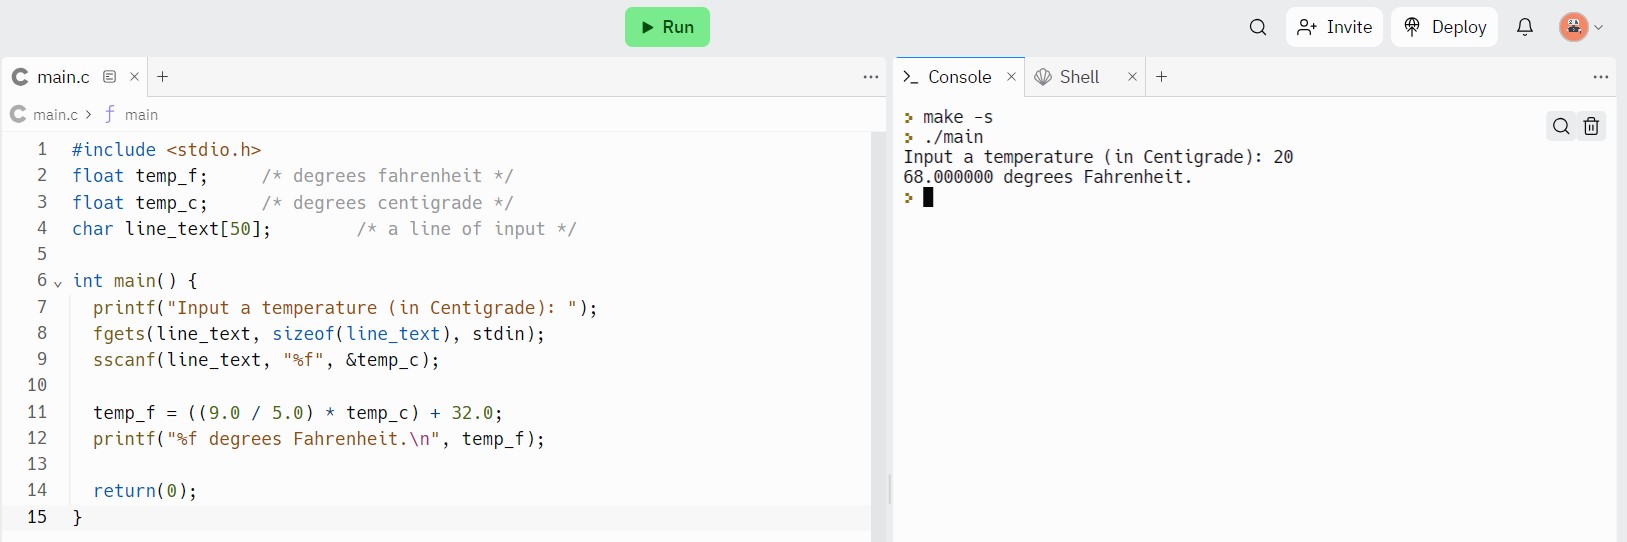 Run
Invite
Deploy
main.c
Console
Shell
main.c > main
1 #include <stdio.h>
2 float temp_f;     /* degrees fahrenheit */
3 float temp_c;     /* degrees centigrade */
4 char line_text[50];        /* a line of input */
5
6 int main() {
7   printf("Input a temperature (in Centigrade): ");
8   fgets(line_text, sizeof(line_text), stdin);
9   sscanf(line_text, "%f", &temp_c);
10
11   temp_f = ((9.0 / 5.0) * temp_c) + 32.0;
12   printf("%f degrees Fahrenheit.\n", temp_f);
13
14   return(0);
15 }
> make -s
> ./main
Input a temperature (in Centigrade): 20
68.000000 degrees Fahrenheit.
>